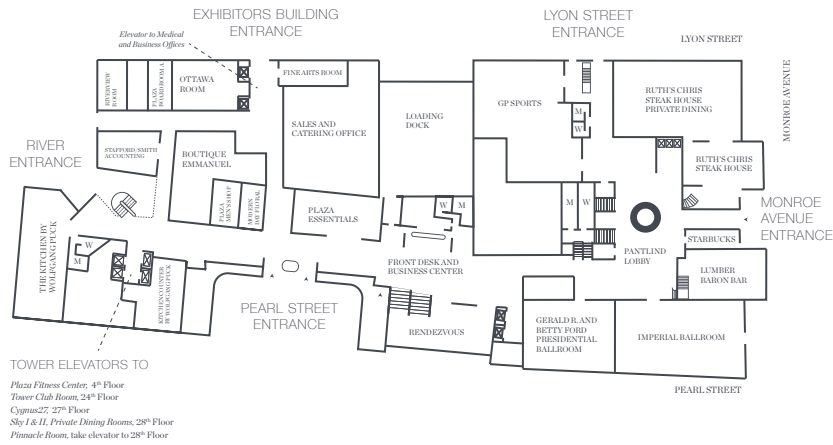 EXHIBITORS BUILDING
ENTRANCE
LYON STREET
ENTRANCE
LYON STREET
MONROE AVENUE
Elevator to Medical
and Business Offices
RIVERVIEW
ROOM
PLAZA
BOARD ROOM A
OTTAWA
ROOM
FINE ARTS ROOM
SALES AND
CATERING OFFICE
LOADING
DOCK
GP SPORTS
M
W
RUTH'S CHRIS
STEAK HOUSE
PRIVATE DINING
RUTH'S CHRIS
STEAK HOUSE
RIVER
ENTRANCE
STAFFORD/SMITH
ACCOUNTING
BOUTIQUE
EMMANUEL
PLAZA
MEN'S SHOP
MODERN
DAY FLORAL
PLAZA
ESSENTIALS
W
M
M
W
MONROE
AVENUE
ENTRANCE
THE KITCHEN BY
WOLFGANG PUCK
W
M
KITCHEN COUNTER
BY WOLFGANG PUCK
FRONT DESK AND
BUSINESS CENTER
PANTLIND
LOBBY
STARBUCKS
LUMBER
BARON BAR
PEARL STREET
ENTRANCE
RENDEZVOUS
GERALD R. AND
BETTY FORD
PRESIDENTIAL
BALLROOM
IMPERIAL BALLROOM
PEARL STREET
TOWER ELEVATORS TO
Plaza Fitness Center, 4th Floor
Tower Club Room, 24th Floor
Cygnus27, 27th Floor
Sky I & II, Private Dining Rooms, 28th Floor
Pinnacle Room, take elevator to 28th Floor